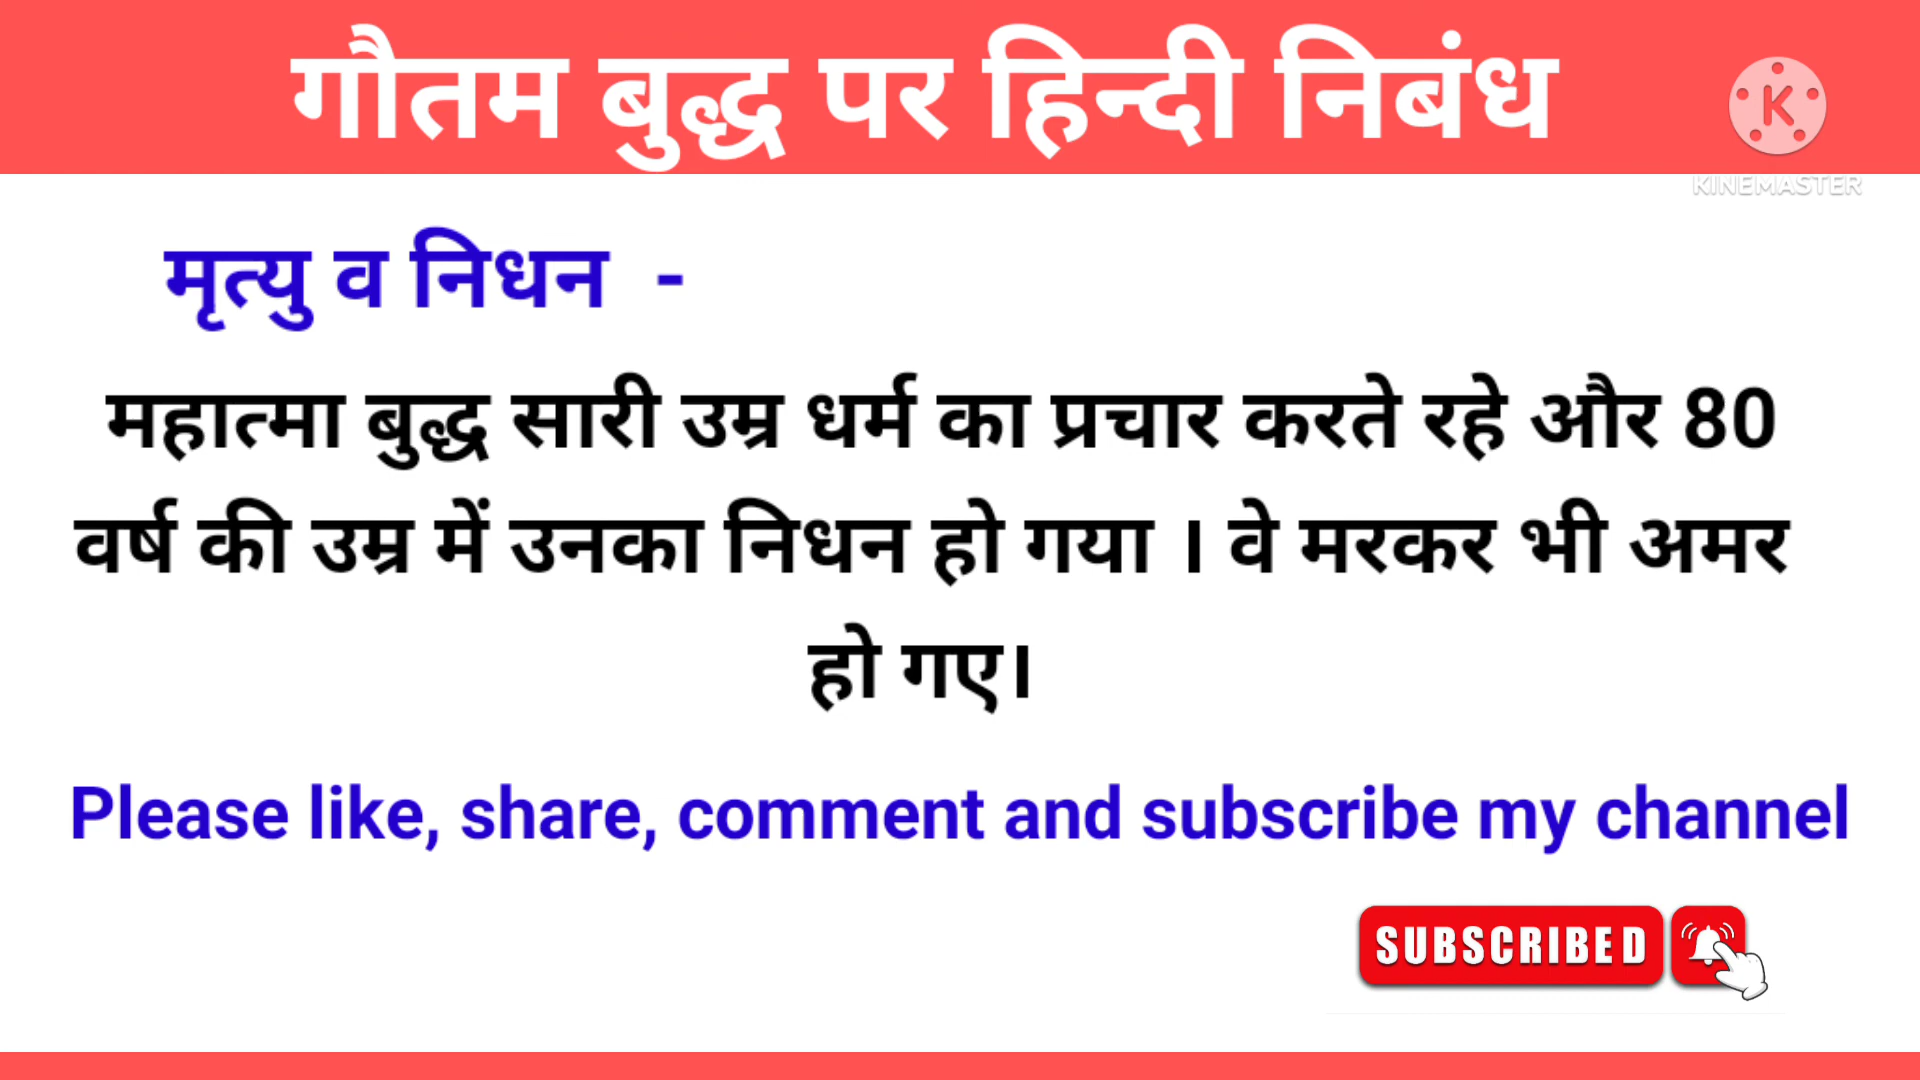 गौतम बुद्ध पर हिन्दी निबंध
K
KINEMASTER
मृत्यु व निधन -
महात्मा बुद्ध सारी उम्र धर्म का प्रचार करते रहे और 80
वर्ष की उम्र में उनका निधन हो गया । वे मरकर भी अमर
हो गए।
Please like, share, comment and subscribe my channel
SUBSCRIBED